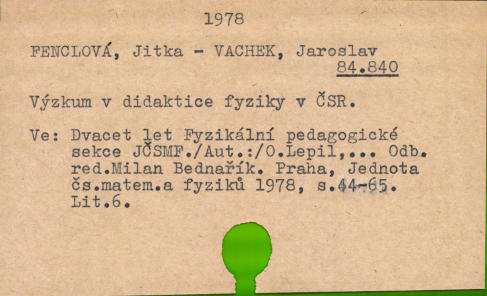 1978
FENCLOVÁ, Jitka - VACHEK, Jaroslav
84.840
Výzkum v didaktice fyziky v ČSR.
Ve: Dvacet let Fyzikální pedagogické
sekce JČSMF./Aut.:/O.Lepil,... Odb.
red.Milan Bednařík. Praha, Jednota
čs.matem.a fyziků 1978, s.44-65.
Lit.6.